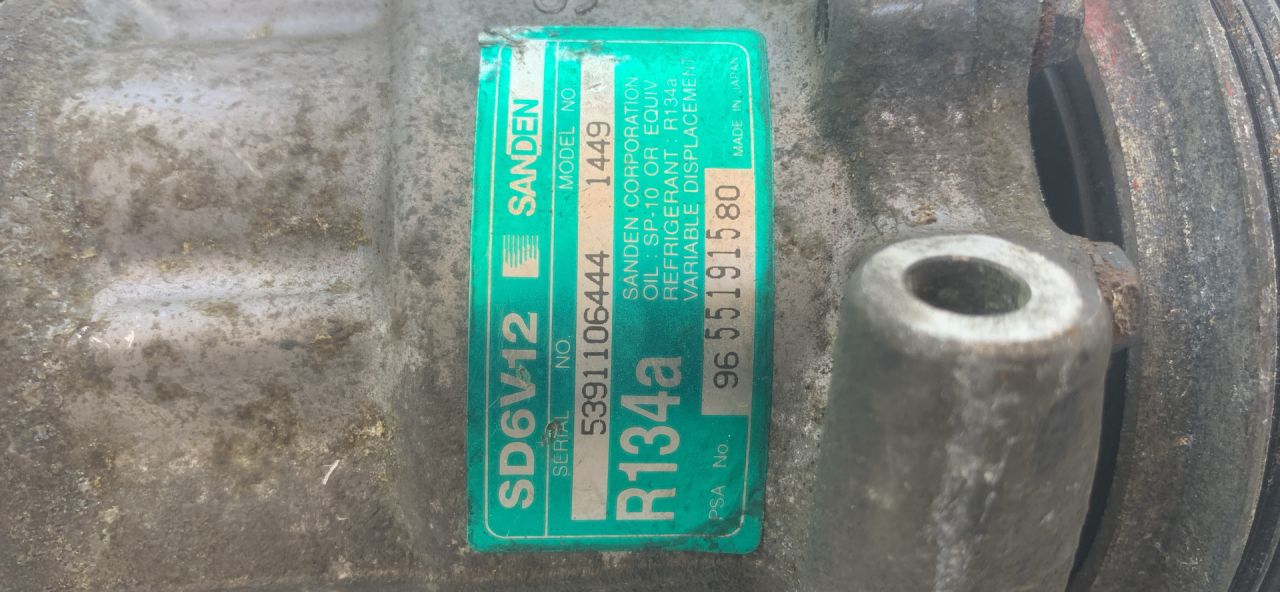 SD6V12 SANDEN
SERIAL NO. MODEL NO.
5391106444 1449
R134a
SANDEN CORPORATION
OIL : SP-10 OR EQUIV
REFRIGERANT : R134a
VARIABLE DISPLACEMENT
PSA No. 96 551915 80
MADE IN JAPAN